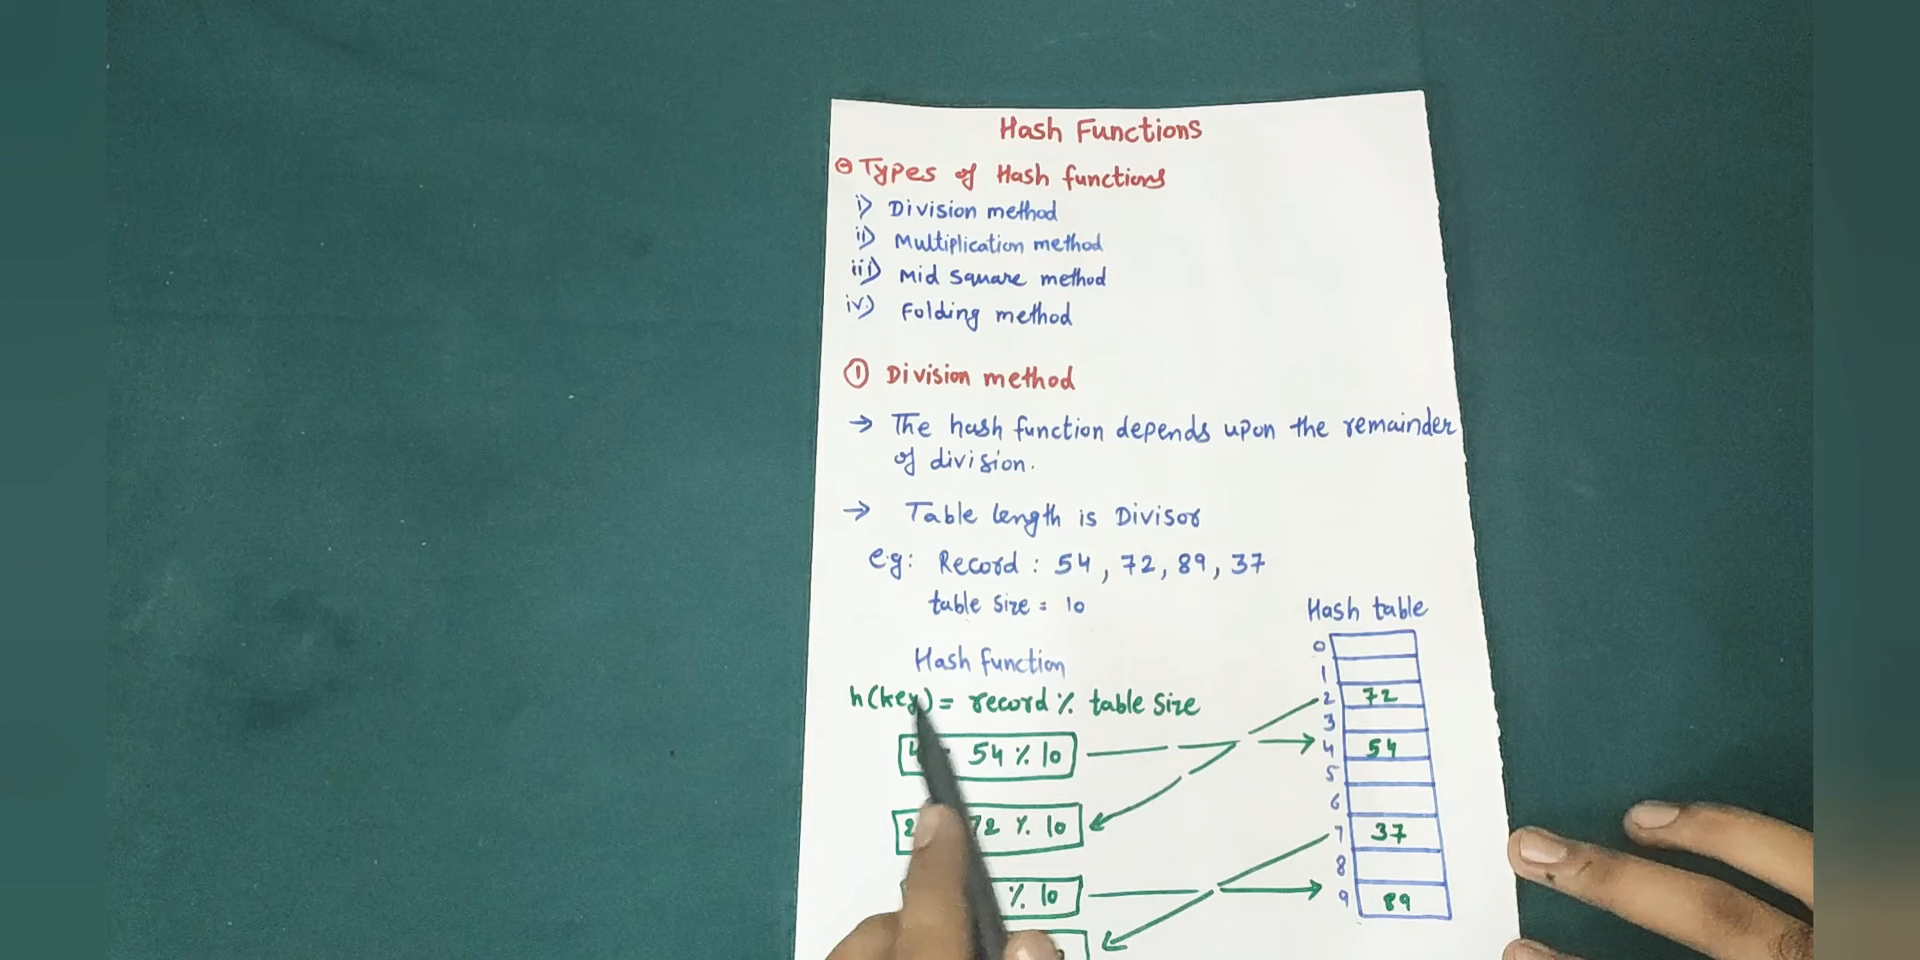 Hash Functions
Types of Hash functions
i) Division method
ii) Multiplication method
iii) Mid square method
iv) Folding method
① Division method
→ The hash function depends upon the remainder
of division.
→ Table length is Divisor
e.g: Record : 54, 72, 89, 37
table size = 10
Hash table
Hash function
h(key) = record % table size
54 % 10
72 % 10
% 10
0
1
2 72
3
4 54
5
6
7 37
8
9 89